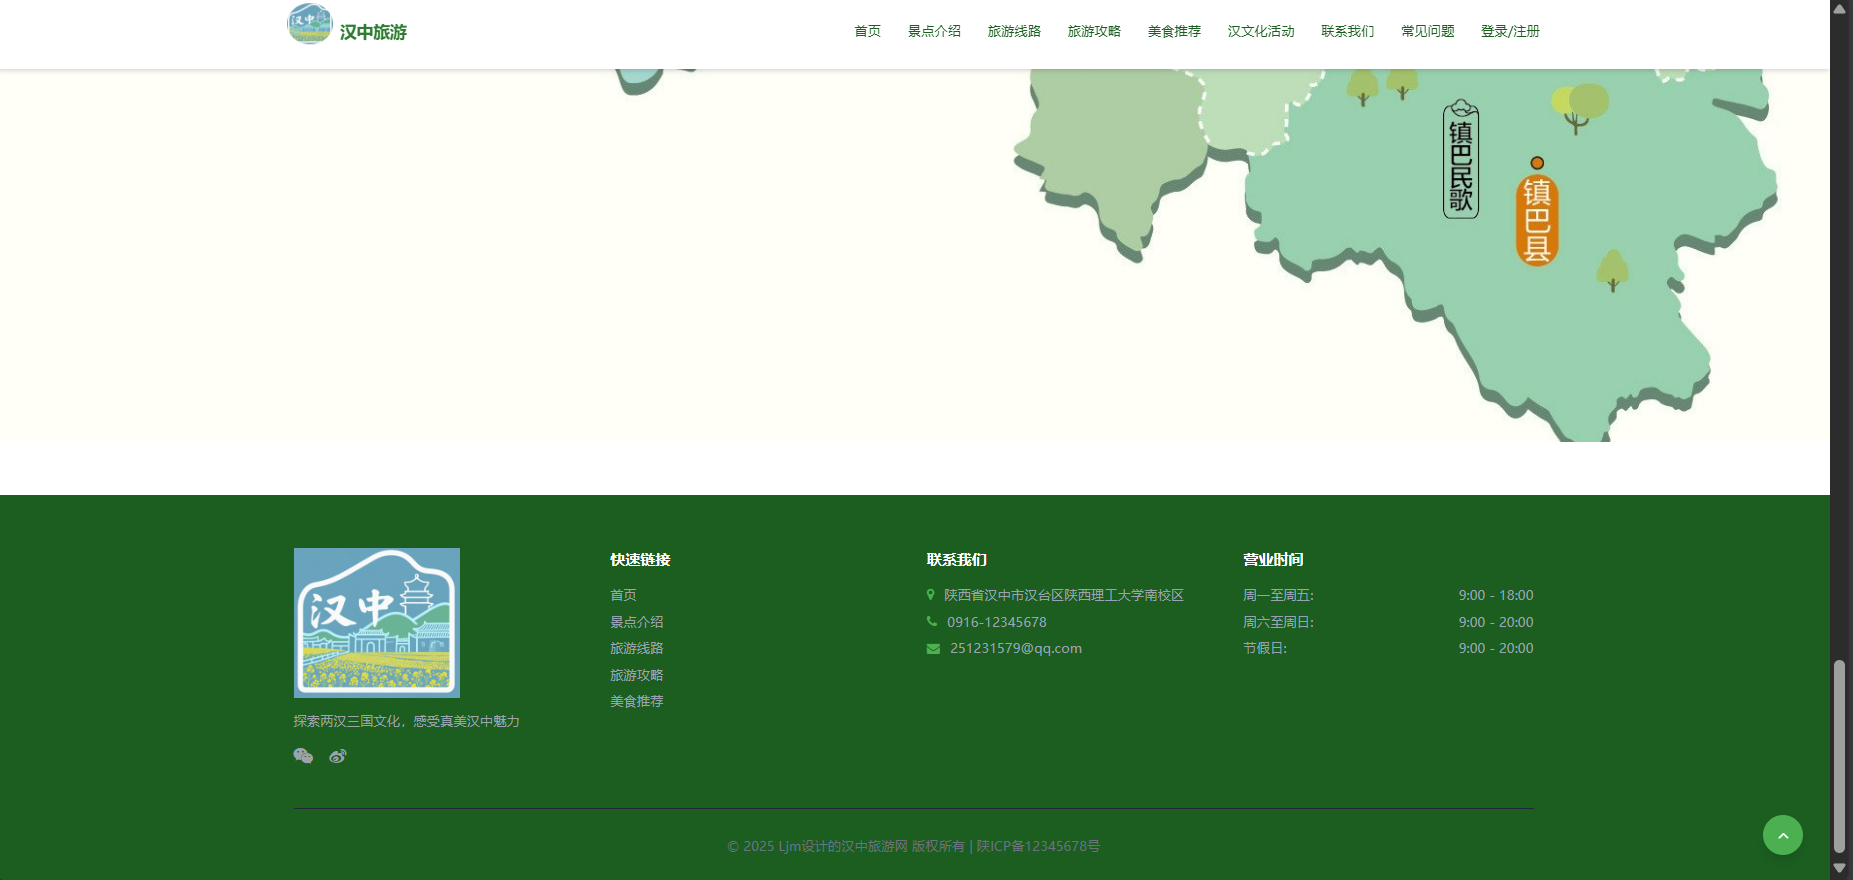 汉中
汉中旅游
首页 景点介绍 旅游线路 旅游攻略 美食推荐 汉文化活动 联系我们 常见问题 登录/注册
镇巴民歌
镇巴县
汉中
探索两汉三国文化，感受真美汉中魅力
快速链接
首页
景点介绍
旅游线路
旅游攻略
美食推荐
联系我们
陕西省汉中市汉台区陕西理工大学南校区
0916-12345678
251231579@qq.com
营业时间
周一至周五: 9:00 - 18:00
周六至周日: 9:00 - 20:00
节假日: 9:00 - 20:00
© 2025 Ljm设计的汉中旅游网 版权所有 | 陕ICP备12345678号